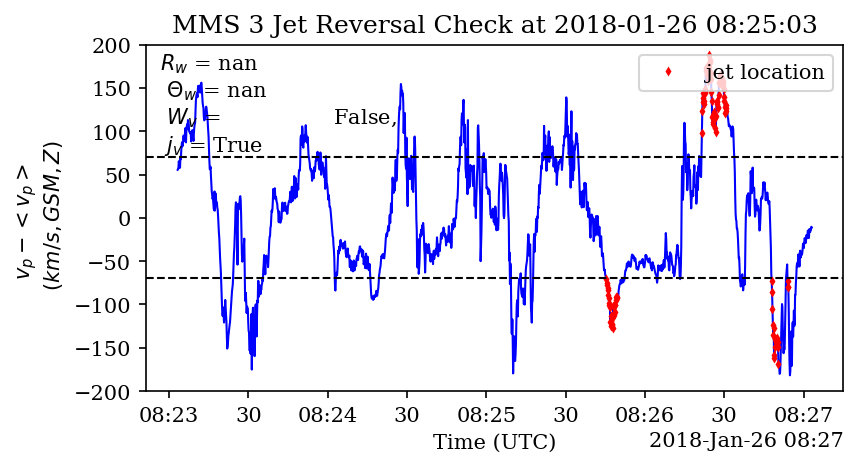 MMS 3 Jet Reversal Check at 2018-01-26 08:25:03
R_w = nan
Θ_w = nan
W_v = False,
j_v = True
jet location
200
150
100
50
0
−50
−100
−150
−200
v_p − < v_p >
(km/s, GSM, Z)
08:23 30 08:24 30 08:25 30 08:26 30 08:27
Time (UTC)
2018-Jan-26 08:27